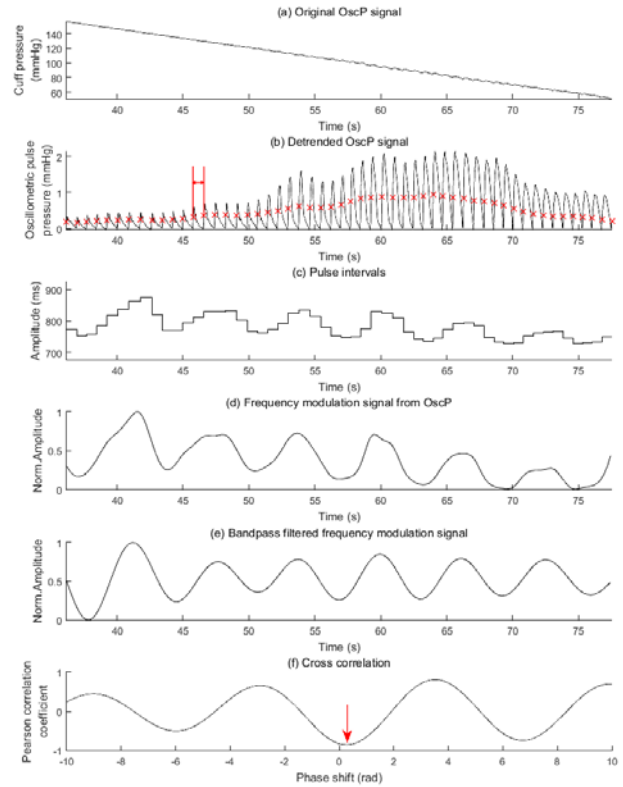 (a) Original OscP signal
Cuff pressure
(mmHg)
140
120
100
80
60
40 45 50 55 60 65 70 75
Time (s)
(b) Detrended OscP signal
Oscillometric pulse
pressure (mmHg)
2
1
0
40 45 50 55 60 65 70 75
Time (s)
(c) Pulse intervals
Amplitude (ms)
900
800
700
40 45 50 55 60 65 70 75
Time (s)
(d) Frequency modulation signal from OscP
Norm.Amplitude
1
0.5
0
40 45 50 55 60 65 70 75
Time (s)
(e) Bandpass filtered frequency modulation signal
Norm.Amplitude
1
0.5
0
40 45 50 55 60 65 70 75
Time (s)
(f) Cross correlation
Pearson correlation
coefficient
1
0
-1
-10 -8 -6 -4 -2 0 2 4 6 8 10
Phase shift (rad)